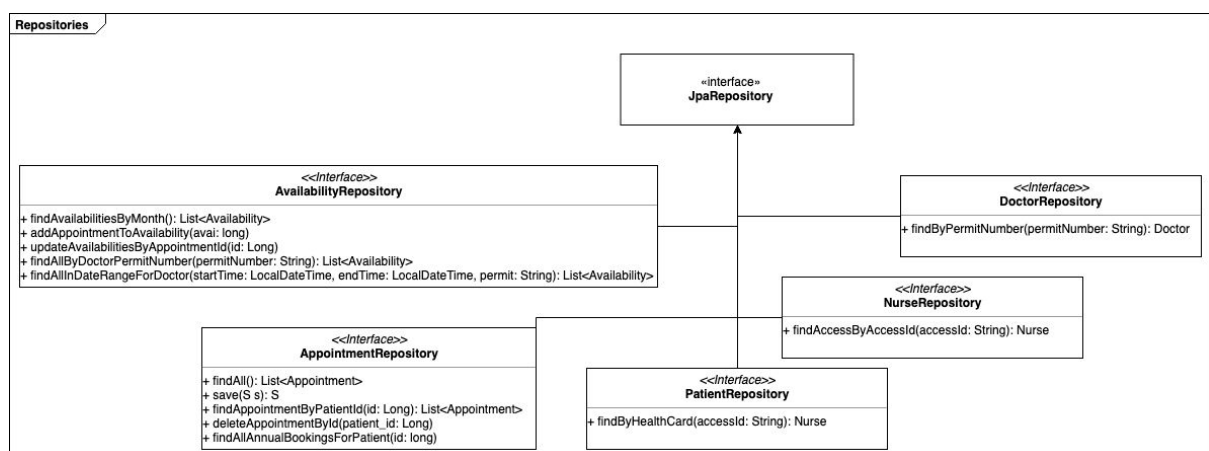 Repositories
«interface»
JpaRepository
<<Interface>>
AvailabilityRepository
+ findAvailabilitiesByMonth(): List<Availability>
+ addAppointmentToAvailability(avai: long)
+ updateAvailabilitiesByAppointmentId(id: Long)
+ findAllByDoctorPermitNumber(permitNumber: String): List<Availability>
+ findAllInDateRangeForDoctor(startTime: LocalDateTime, endTime: LocalDateTime, permit: String): List<Availability>
<<Interface>>
DoctorRepository
+ findByPermitNumber(permitNumber: String): Doctor
<<Interface>>
NurseRepository
+ findAccessByAccessId(accessId: String): Nurse
<<Interface>>
AppointmentRepository
+ findAll(): List<Appointment>
+ save(S s): S
+ findAppointmentByPatientId(id: Long): List<Appointment>
+ deleteAppointmentById(patient_id: Long)
+ findAllAnnualBookingsForPatient(id: long)
<<Interface>>
PatientRepository
+ findByHealthCard(accessId: String): Nurse